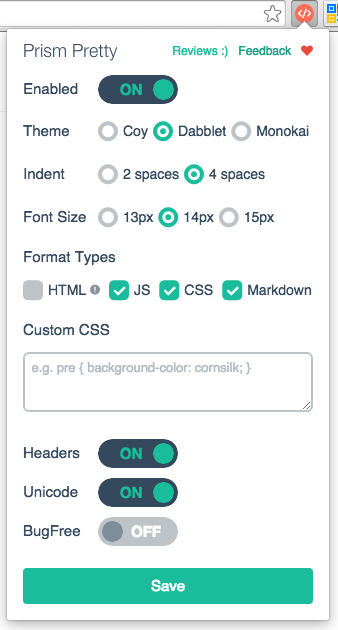 Prism Pretty Reviews :) Feedback
Enabled ON
Theme Coy Dabblet Monokai
Indent 2 spaces 4 spaces
Font Size 13px 14px 15px
Format Types
HTML JS CSS Markdown
Custom CSS
e.g. pre { background-color: cornsilk; }
Headers ON
Unicode ON
BugFree OFF
Save